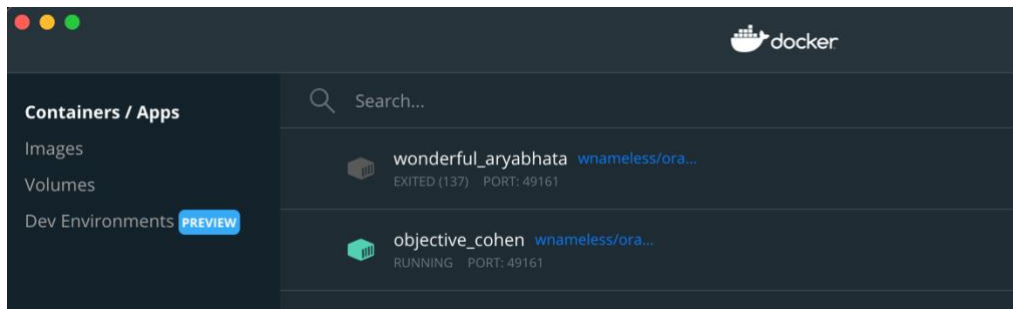 docker
Search...
Containers / Apps
Images
Volumes
Dev Environments PREVIEW
wonderful_aryabhata wnameless/ora...
EXITED (137) PORT: 49161
objective_cohen wnameless/ora...
RUNNING PORT: 49161